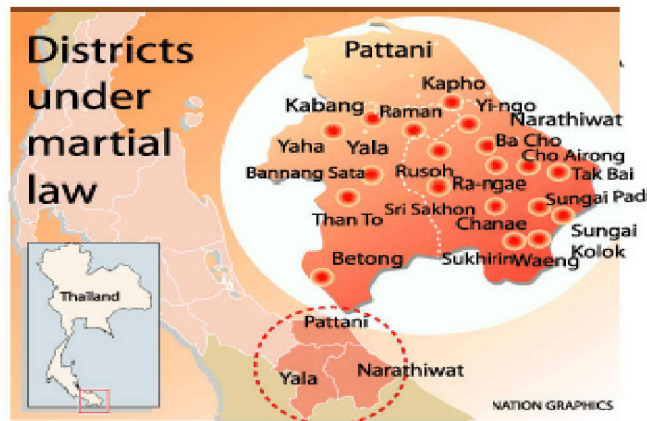 Districts
under
martial
law
Pattani
Kapho
Kabang
Raman
Yi-ngo
Narathiwat
Yaha
Yala
Ba Cho
Cho Airong
Bannang Sata
Rusoh
Ra-ngae
Tak Bai
Than To
Sri Sakhon
Sungai Padi
Chanae
Sungai
Kolok
Betong
Sukhirin
Waeng
Thailand
Pattani
Yala
Narathiwat
NATION GRAPHICS